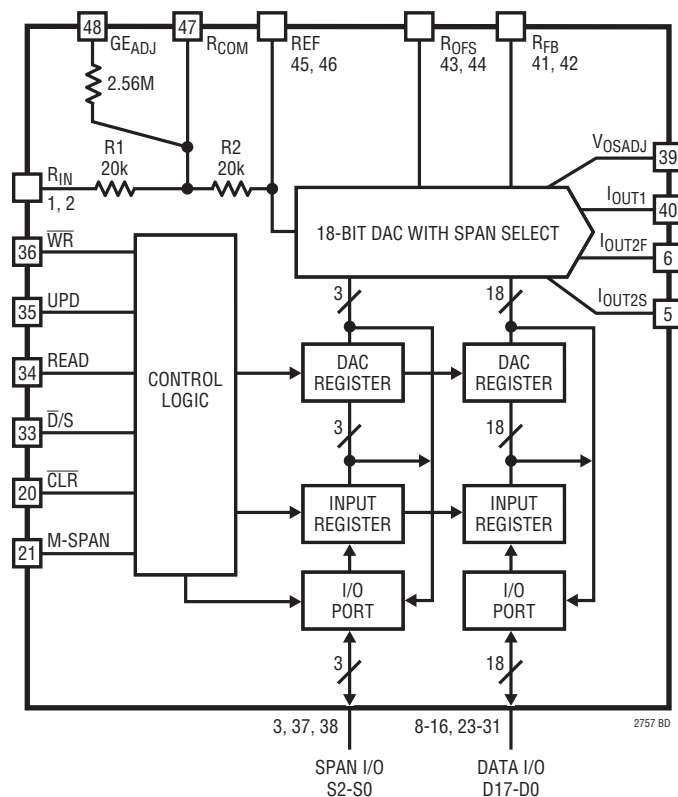 48
47
GEADJ
RCOM
REF
45, 46
ROFS
43, 44
RFB
41, 42
2.56M
R1
20k
R2
20k
RIN
1, 2
VOSADJ
39
IOUT1
40
IOUT2F
6
IOUT2S
5
18-BIT DAC WITH SPAN SELECT
36
WR
35
UPD
34
READ
33
D/S
20
CLR
21
M-SPAN
CONTROL
LOGIC
3
18
DAC
REGISTER
DAC
REGISTER
3
18
INPUT
REGISTER
INPUT
REGISTER
I/O
PORT
I/O
PORT
3
18
3, 37, 38
8-16, 23-31
2757 BD
SPAN I/O
S2-S0
DATA I/O
D17-D0